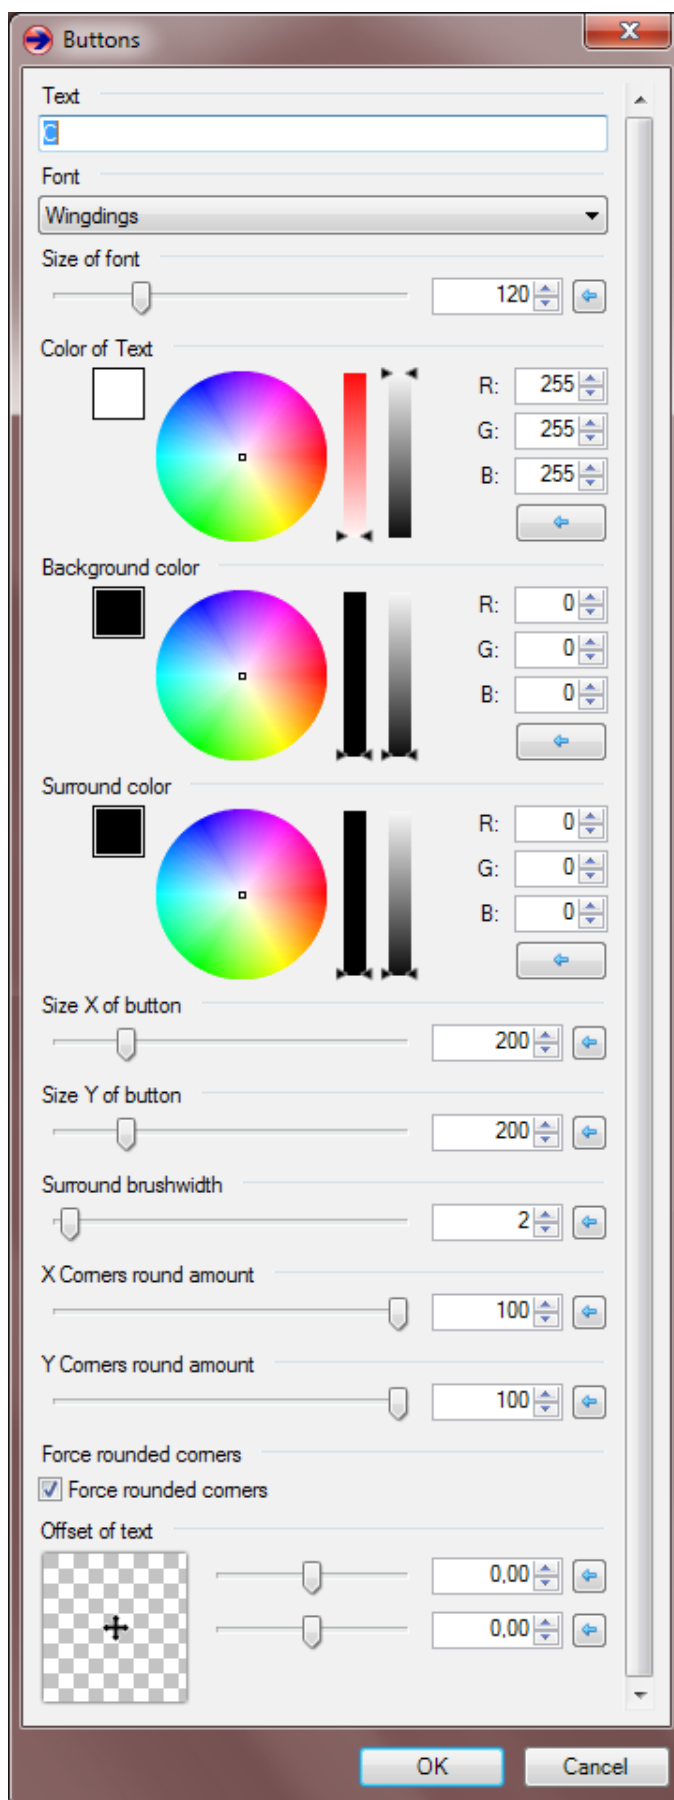 Buttons
Text
C
Font
Wingdings
Size of font
120
Color of Text
R: 255
G: 255
B: 255
Background color
R: 0
G: 0
B: 0
Surround color
R: 0
G: 0
B: 0
Size X of button
200
Size Y of button
200
Surround brushwidth
2
X Corners round amount
100
Y Corners round amount
100
Force rounded corners
Force rounded corners
Offset of text
0,00
0,00
OK Cancel